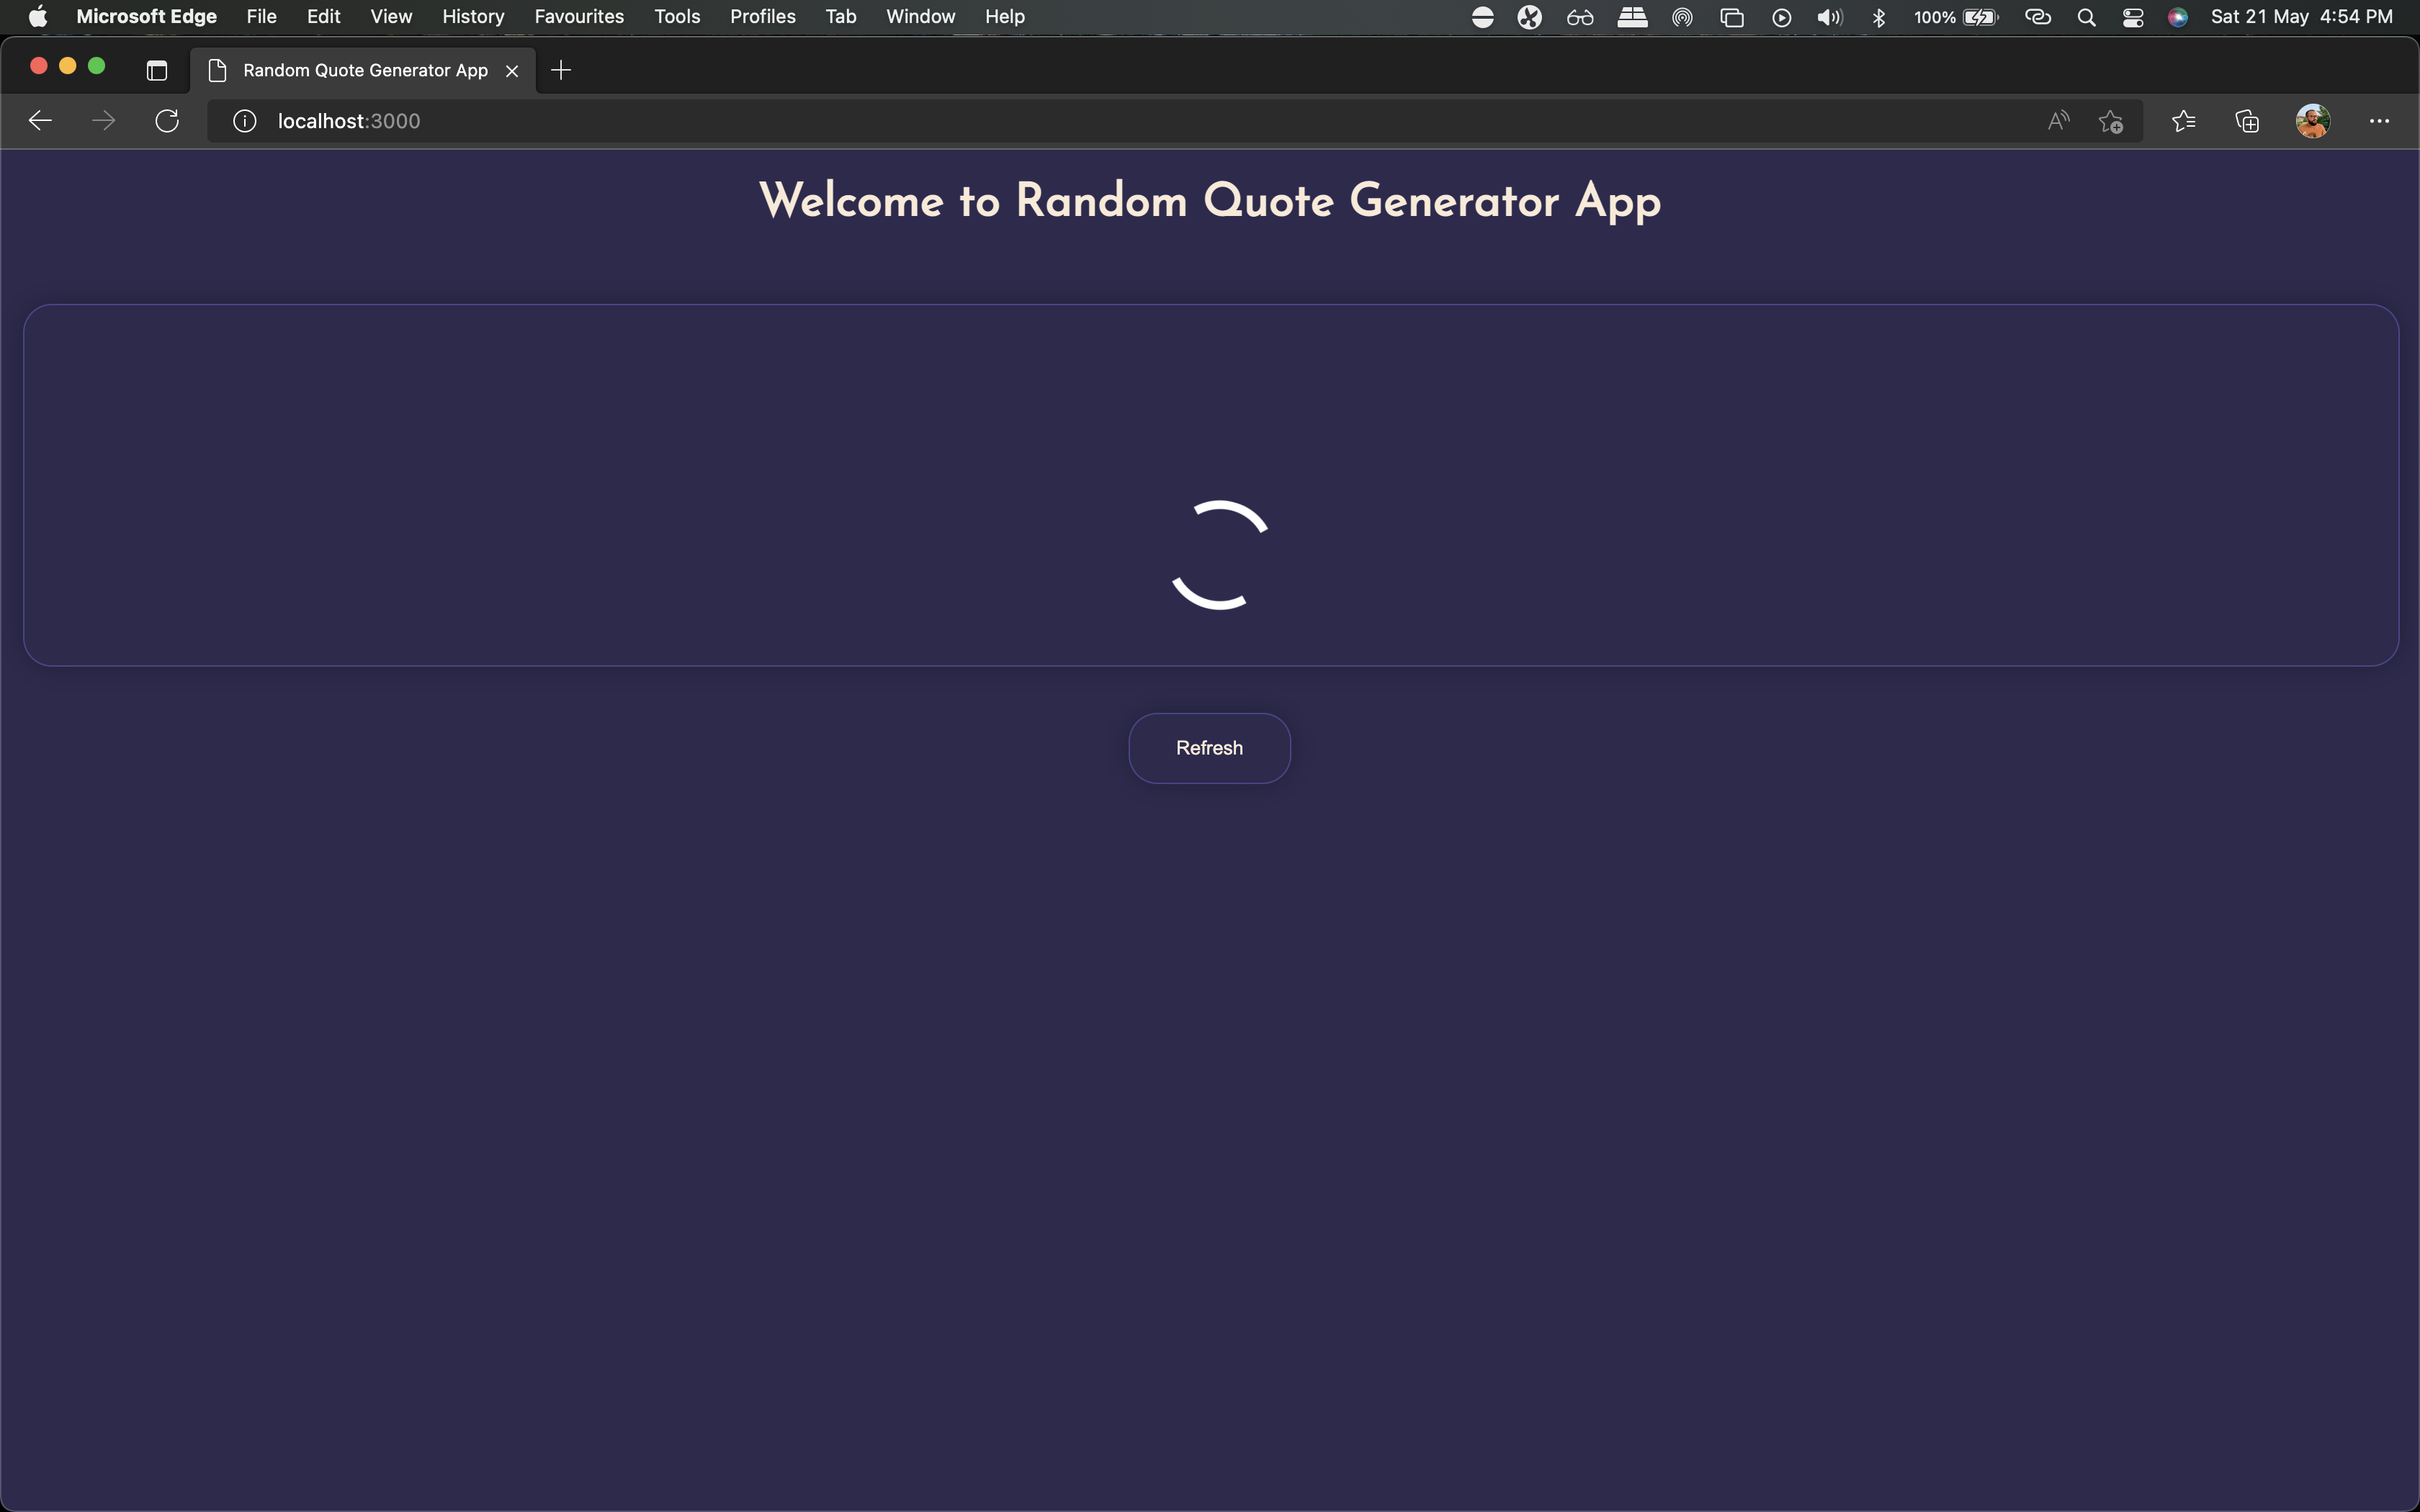 Microsoft Edge File Edit View History Favourites Tools Profiles Tab Window Help 100% Sat 21 May 4:54 PM
Random Quote Generator App
localhost:3000
Welcome to Random Quote Generator App
Refresh